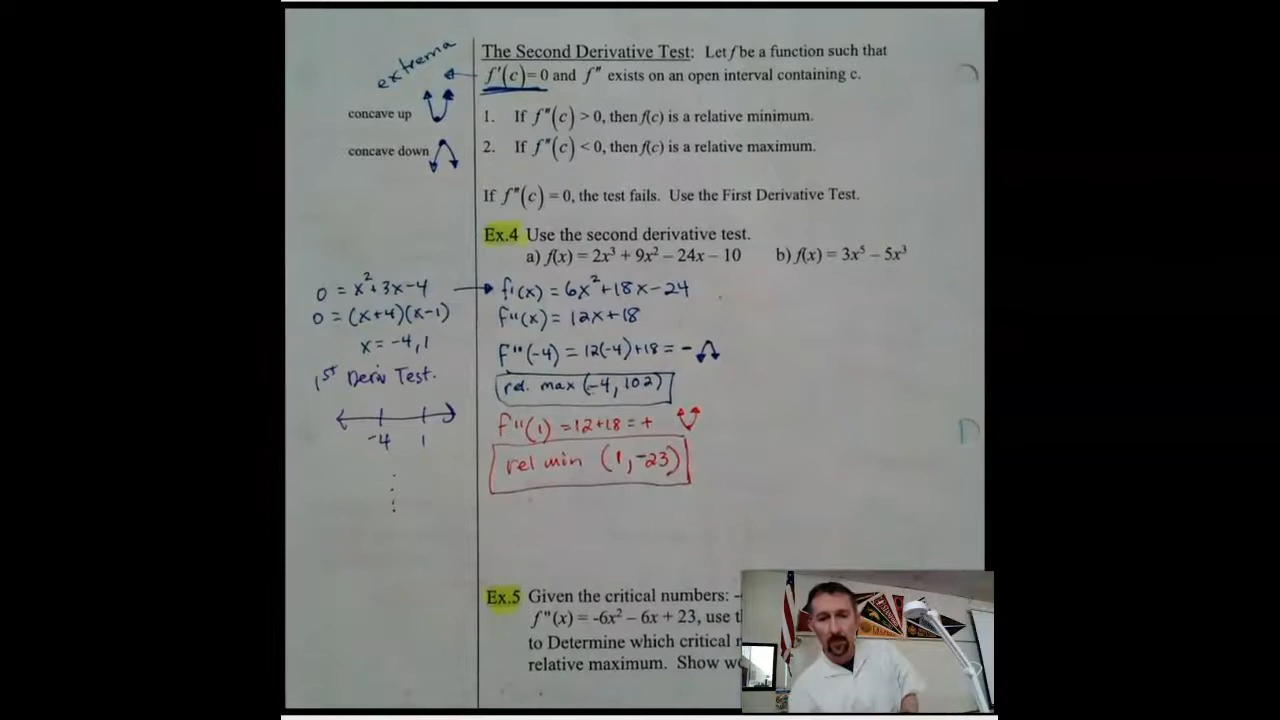 extrema
The Second Derivative Test: Let f be a function such that
f'(c)=0 and f" exists on an open interval containing c.
concave up
1. If f"(c) > 0, then f(c) is a relative minimum.
concave down
2. If f"(c) < 0, then f(c) is a relative maximum.
If f"(c) = 0, the test fails. Use the First Derivative Test.
Ex.4 Use the second derivative test.
a) f(x) = 2x³ + 9x² – 24x – 10 b) f(x) = 3x⁵ – 5x³
0 = x²+3x-4
0 = (x+4)(x-1)
x = -4, 1
1st Deriv Test.
-4 1
f'(x) = 6x²+18x-24
f"(x) = 12x+18
f"(-4) = 12(-4)+18 = -
rel. max (-4, 102)
f"(1) = 12+18 = +
rel min (1, -23)
Ex.5 Given the critical numbers: –
f"(x) = -6x² – 6x + 23, use t
to Determine which critical
relative maximum. Show w